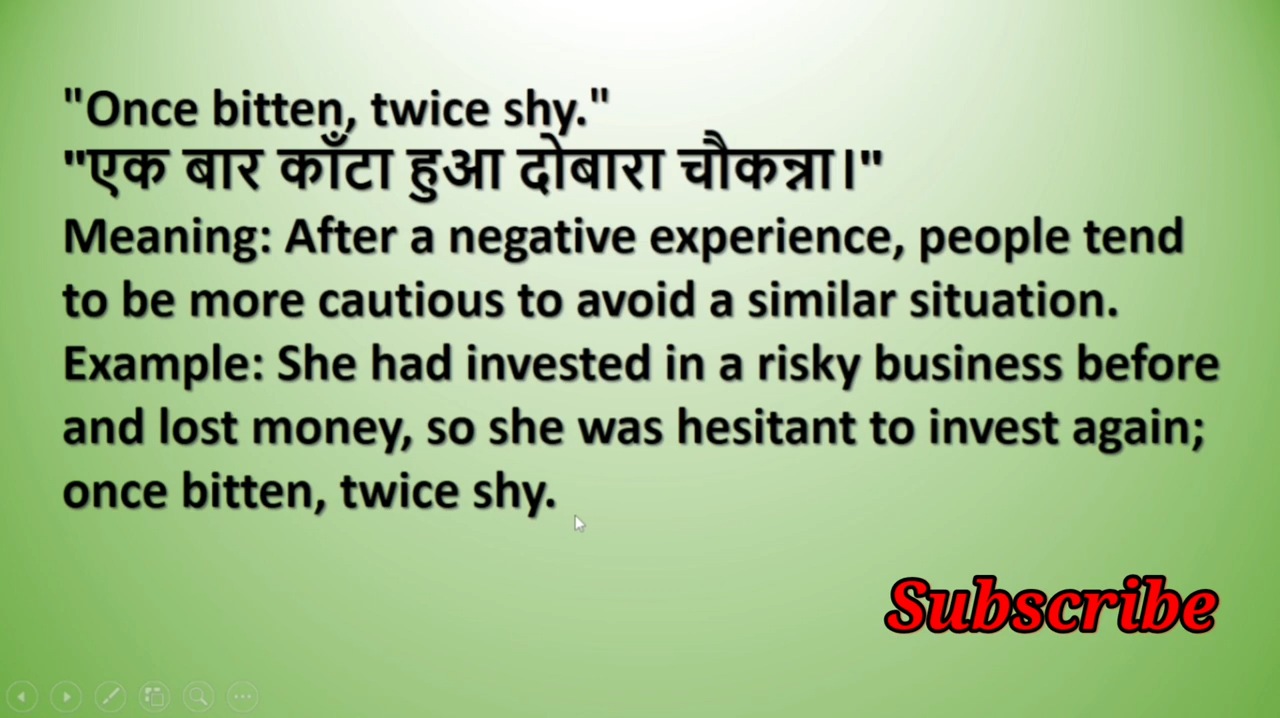 "Once bitten, twice shy."
"एक बार काँटा हुआ दोबारा चौकन्ना।"
Meaning: After a negative experience, people tend
to be more cautious to avoid a similar situation.
Example: She had invested in a risky business before
and lost money, so she was hesitant to invest again;
once bitten, twice shy.
Subscribe